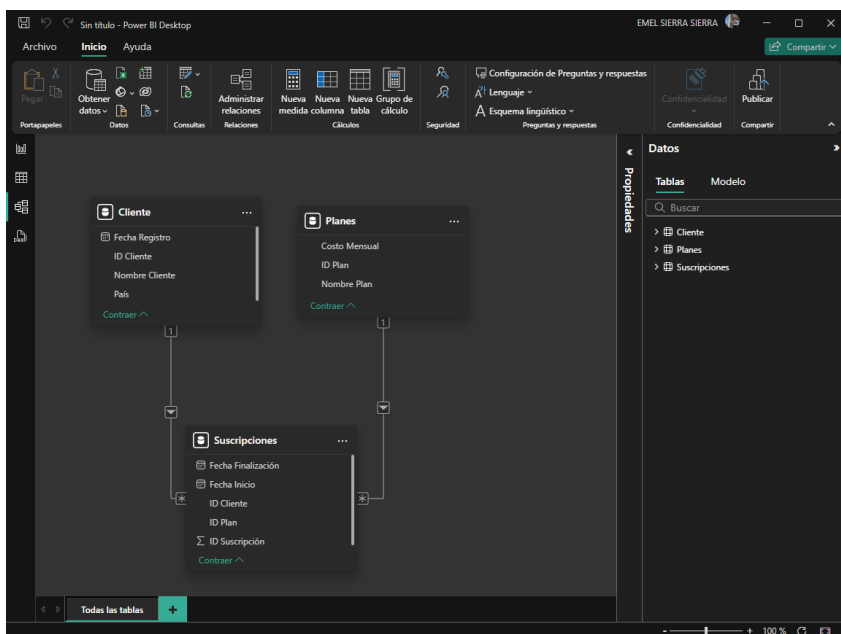 Sin título - Power BI Desktop
EMEL SIERRA SIERRA
Archivo Inicio Ayuda
Compartir
Pegar
Obtener datos
Administrar relaciones
Nueva medida
Nueva columna
Nueva tabla
Grupo de cálculo
Configuración de Preguntas y respuestas
Lenguaje
Esquema lingüístico
Confidencialidad
Publicar
Portapapeles
Datos
Consultas
Relaciones
Cálculos
Seguridad
Preguntas y respuestas
Confidencialidad
Compartir
Propiedades
Datos
Tablas Modelo
Buscar
Cliente
Planes
Suscripciones
Cliente
Fecha Registro
ID Cliente
Nombre Cliente
País
Contraer
1
Planes
Costo Mensual
ID Plan
Nombre Plan
Contraer
1
Suscripciones
Fecha Finalización
Fecha Inicio
ID Cliente
ID Plan
∑ ID Suscripción
Contraer
*
*
Todas las tablas +
- + 100 %